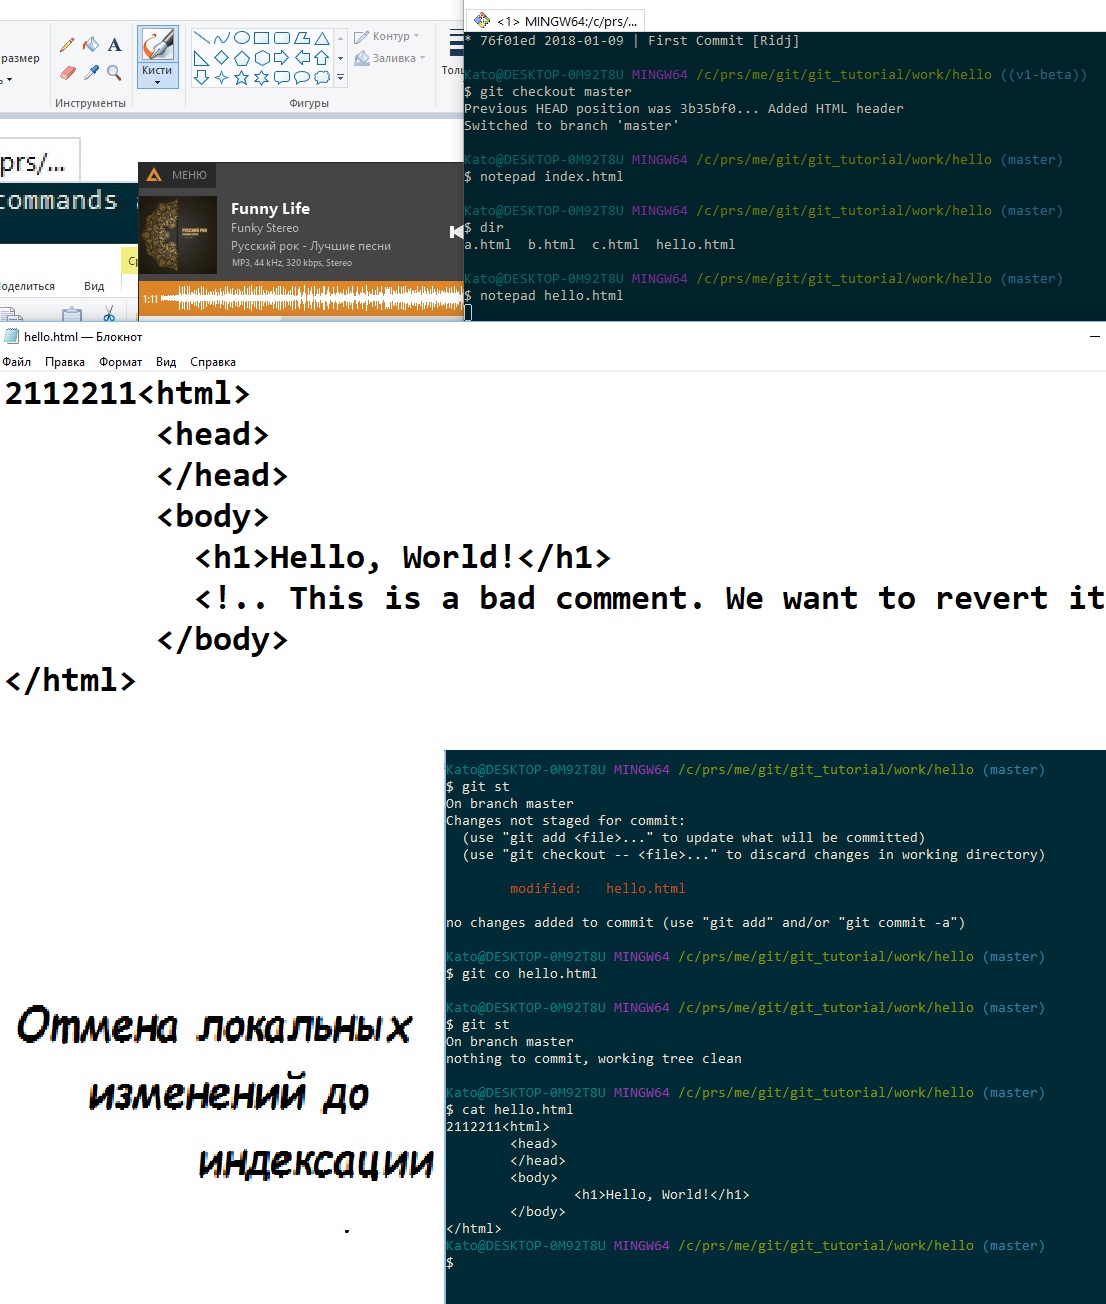 размер
Инструменты
Кисти
Контур
Заливка
Фигуры
prs/...
commands
МЕНЮ
Funny Life
Funky Stereo
Русский рок - Лучшие песни
MP3, 44 kHz, 320 kbps, Stereo
РУССКИЙ РОК
1:11
Вид
<1> MINGW64:/c/prs/...
* 76f01ed 2018-01-09 | First Commit [Ridj]
Kato@DESKTOP-0M92T8U MINGW64 /c/prs/me/git/git_tutorial/work/hello ((v1-beta))
$ git checkout master
Previous HEAD position was 3b35bf0... Added HTML header
Switched to branch 'master'
Kato@DESKTOP-0M92T8U MINGW64 /c/prs/me/git/git_tutorial/work/hello (master)
$ notepad index.html
Kato@DESKTOP-0M92T8U MINGW64 /c/prs/me/git/git_tutorial/work/hello (master)
$ dir
a.html  b.html  c.html  hello.html
Kato@DESKTOP-0M92T8U MINGW64 /c/prs/me/git/git_tutorial/work/hello (master)
$ notepad hello.html
hello.html — Блокнот
Файл Правка Формат Вид Справка
2112211<html>
<head>
</head>
<body>
<h1>Hello, World!</h1>
<!.. This is a bad comment. We want to revert it
</body>
</html>
Отмена локальных
изменений до
индексации
.
Kato@DESKTOP-0M92T8U MINGW64 /c/prs/me/git/git_tutorial/work/hello (master)
$ git st
On branch master
Changes not staged for commit:
(use "git add <file>..." to update what will be committed)
(use "git checkout -- <file>..." to discard changes in working directory)
modified:   hello.html
no changes added to commit (use "git add" and/or "git commit -a")
Kato@DESKTOP-0M92T8U MINGW64 /c/prs/me/git/git_tutorial/work/hello (master)
$ git co hello.html
Kato@DESKTOP-0M92T8U MINGW64 /c/prs/me/git/git_tutorial/work/hello (master)
$ git st
On branch master
nothing to commit, working tree clean
Kato@DESKTOP-0M92T8U MINGW64 /c/prs/me/git/git_tutorial/work/hello (master)
$ cat hello.html
2112211<html>
<head>
</head>
<body>
<h1>Hello, World!</h1>
</body>
</html>
Kato@DESKTOP-0M92T8U MINGW64 /c/prs/me/git/git_tutorial/work/hello (master)
$